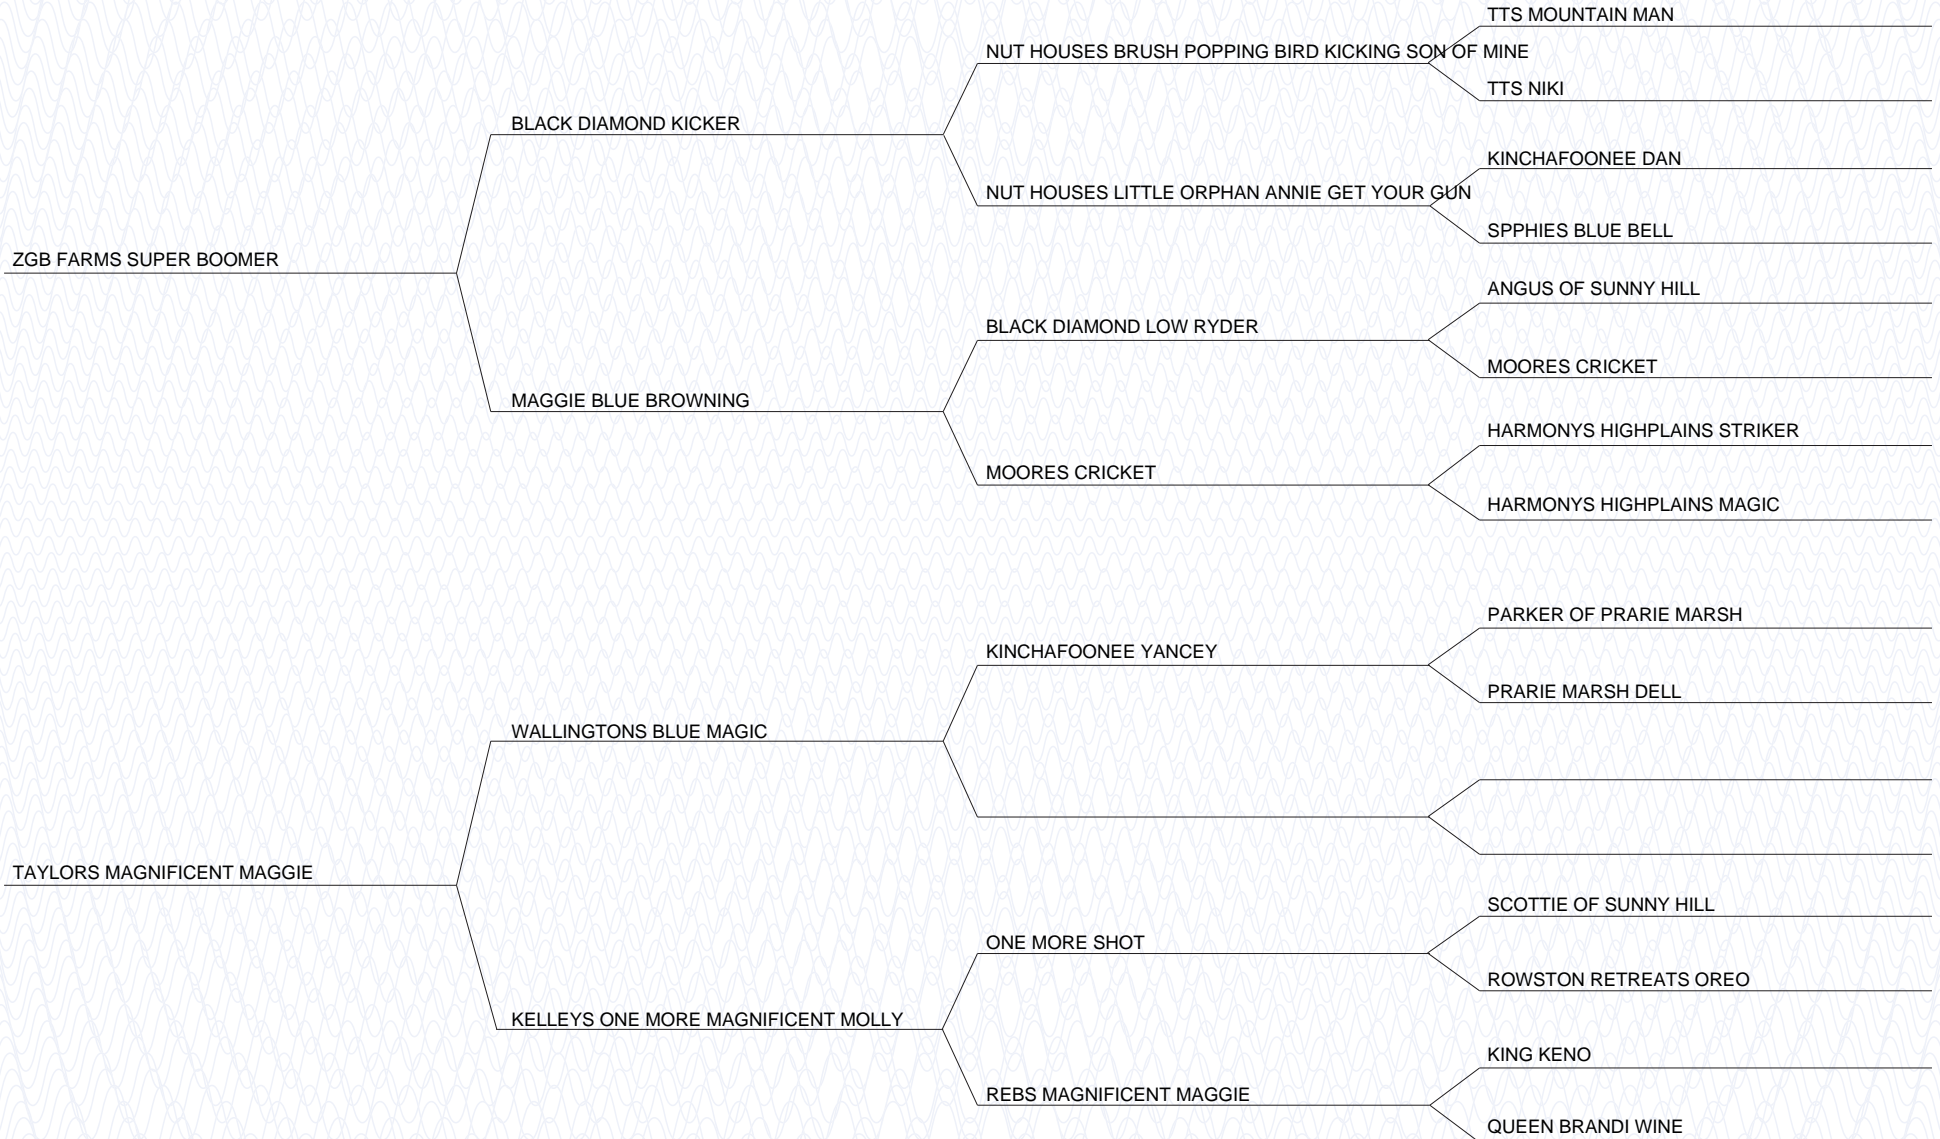 TTS MOUNTAIN MAN
NUT HOUSES BRUSH POPPING BIRD KICKING SON OF MINE
TTS NIKI
BLACK DIAMOND KICKER
KINCHAFOONEE DAN
NUT HOUSES LITTLE ORPHAN ANNIE GET YOUR GUN
SPPHIES BLUE BELL
ZGB FARMS SUPER BOOMER
ANGUS OF SUNNY HILL
BLACK DIAMOND LOW RYDER
MOORES CRICKET
MAGGIE BLUE BROWNING
HARMONYS HIGHPLAINS STRIKER
MOORES CRICKET
HARMONYS HIGHPLAINS MAGIC
PARKER OF PRARIE MARSH
KINCHAFOONEE YANCEY
PRARIE MARSH DELL
WALLINGTONS BLUE MAGIC
TAYLORS MAGNIFICENT MAGGIE
SCOTTIE OF SUNNY HILL
ONE MORE SHOT
ROWSTON RETREATS OREO
KELLEYS ONE MORE MAGNIFICENT MOLLY
KING KENO
REBS MAGNIFICENT MAGGIE
QUEEN BRANDI WINE